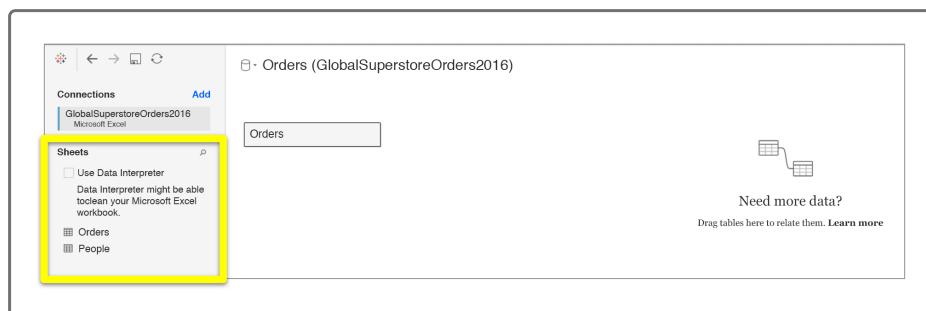 Orders (GlobalSuperstoreOrders2016)
Connections Add
GlobalSuperstoreOrders2016
Microsoft Excel
Sheets
Use Data Interpreter
Data Interpreter might be able
toclean your Microsoft Excel
workbook.
Orders
People
Orders
Need more data?
Drag tables here to relate them. Learn more